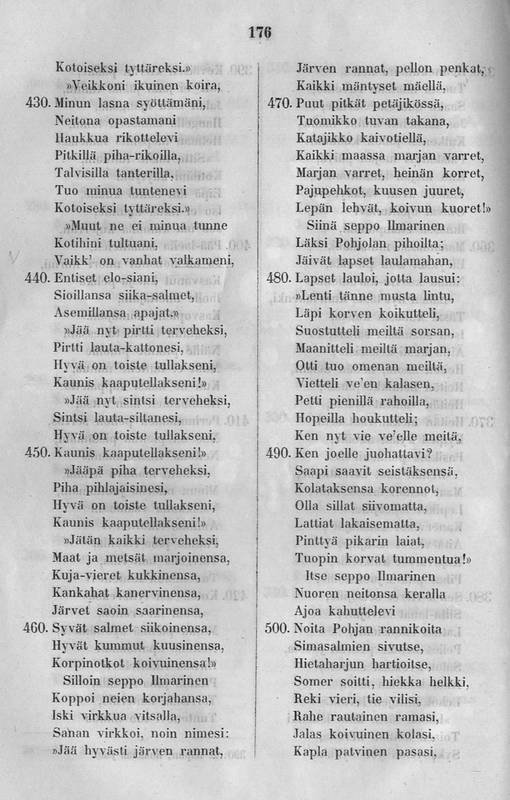 176
Kotoiseksi tyttäreksi.»
»Veikkoni ikuinen koira,
430. Minun lasna syöttämäni,
Neitona opastamani
Haukkua rikottelevi
Pitkillä piha-rikoilla,
Talvisilla tanterilla,
Tuo minua tuntenevi
Kotoiseksi tyttäreksi.»
»Muut ne ei minua tunne
Kotihini tultuani,
Vaikk' on vanhat valkameni,
440. Entiset elo-siani,
Sioillansa siika-salmet,
Asemillansa apajat.»
»Jää nyt pirtti terveheksi,
Pirtti lauta-kattonesi,
Hyvä on toiste tullakseni,
Kaunis kaaputellakseni!»
»Jää nyt sintsi terveheksi,
Sintsi lauta-siltanesi,
Hyvä on toiste tullakseni,
450. Kaunis kaaputellakseni!»
»Jääpä piha terveheksi,
Piha pihlajaisinesi,
Hyvä on toiste tullakseni,
Kaunis kaaputellakseni!»
»Jätän kaikki terveheksi,
Maat ja metsät marjoinensa,
Kuja-vieret kukkinensa,
Kankahat kanervinensa,
Järvet saoin saarinensa,
460. Syvät salmet siikoinensa,
Hyvät kummut kuusinensa,
Korpinotkot koivuinensa!»
Silloin seppo Ilmarinen
Koppoi neien korjahansa,
Iski virkkua vitsalla,
Sanan virkkoi, noin nimesi:
»Jää hyvästi järven rannat,
Järven rannat, pellon penkat,
Kaikki mäntyset mäellä,
470. Puut pitkät petäjikössä,
Tuomikko tuvan takana,
Katajikko kaivotiellä,
Kaikki maassa marjan varret,
Marjan varret, heinän korret,
Pajupehkot, kuusen juuret,
Lepän lehvät, koivun kuoret!»
Siinä seppo Ilmarinen
Läksi Pohjolan pihoilta;
Jäivät lapset laulamahan,
480. Lapset lauloi, jotta lausui:
»Lenti tänne musta lintu,
Läpi korven koikutteli,
Suostutteli meiltä sorsan,
Maanitteli meiltä marjan,
Otti tuo omenan meiltä,
Vietteli ve'en kalasen,
Petti pienillä rahoilla,
Hopeilla houkutteli;
Ken nyt vie ve'elle meitä,
490. Ken joelle juohattavi?
Saapi saavit seistäksensä,
Kolataksensa korennot,
Olla sillat siivomatta,
Lattiat lakaisematta,
Pinttyä pikarin laiat,
Tuopin korvat tummentua!»
Itse seppo Ilmarinen
Nuoren neitonsa keralla
Ajoa kahuttelevi
500. Noita Pohjan rannikoita
Simasalmien sivutse,
Hietaharjun hartioitse,
Somer soitti, hiekka helkki,
Reki vieri, tie vilisi,
Rahe rautainen ramasi,
Jalas koivuinen kolasi,
Kapla patvinen pasasi,